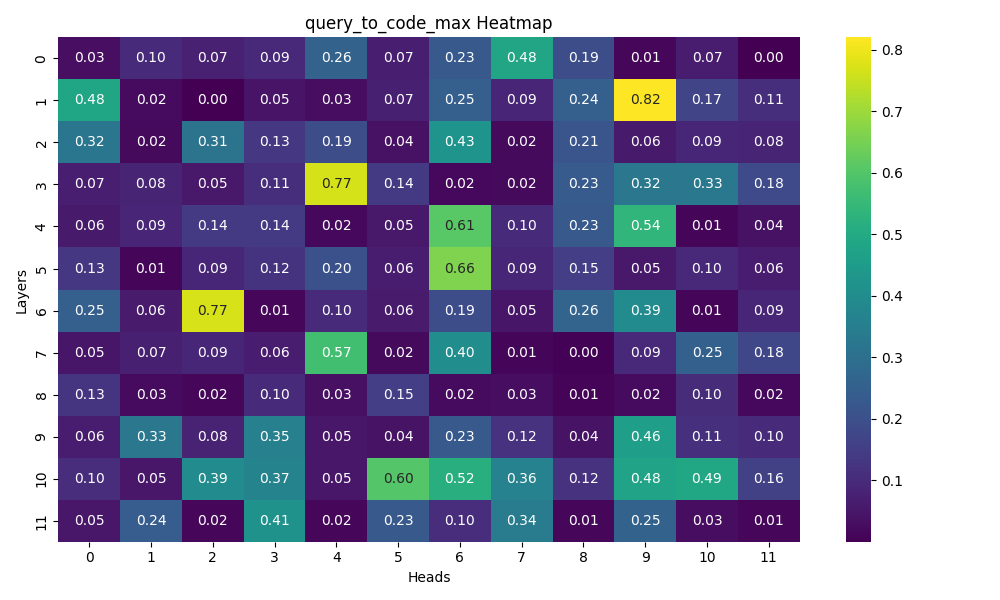 query_to_code_max Heatmap
0 0.03 0.10 0.07 0.09 0.26 0.07 0.23 0.48 0.19 0.01 0.07 0.00
1 0.48 0.02 0.00 0.05 0.03 0.07 0.25 0.09 0.24 0.82 0.17 0.11
2 0.32 0.02 0.31 0.13 0.19 0.04 0.43 0.02 0.21 0.06 0.09 0.08
3 0.07 0.08 0.05 0.11 0.77 0.14 0.02 0.02 0.23 0.32 0.33 0.18
4 0.06 0.09 0.14 0.14 0.02 0.05 0.61 0.10 0.23 0.54 0.01 0.04
5 0.13 0.01 0.09 0.12 0.20 0.06 0.66 0.09 0.15 0.05 0.10 0.06
6 0.25 0.06 0.77 0.01 0.10 0.06 0.19 0.05 0.26 0.39 0.01 0.09
7 0.05 0.07 0.09 0.06 0.57 0.02 0.40 0.01 0.00 0.09 0.25 0.18
8 0.13 0.03 0.02 0.10 0.03 0.15 0.02 0.03 0.01 0.02 0.10 0.02
9 0.06 0.33 0.08 0.35 0.05 0.04 0.23 0.12 0.04 0.46 0.11 0.10
10 0.10 0.05 0.39 0.37 0.05 0.60 0.52 0.36 0.12 0.48 0.49 0.16
11 0.05 0.24 0.02 0.41 0.02 0.23 0.10 0.34 0.01 0.25 0.03 0.01
0 1 2 3 4 5 6 7 8 9 10 11
Heads
Layers
0.8
0.7
0.6
0.5
0.4
0.3
0.2
0.1